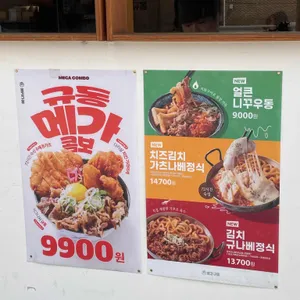 MEGA COMBO
규동
메가
콤보
9900원
NEW
얼큰
니꾸우동
9000원
NEW
치즈김치
가츠나베정식
14700원
NEW
김치
규나베정식
13700원